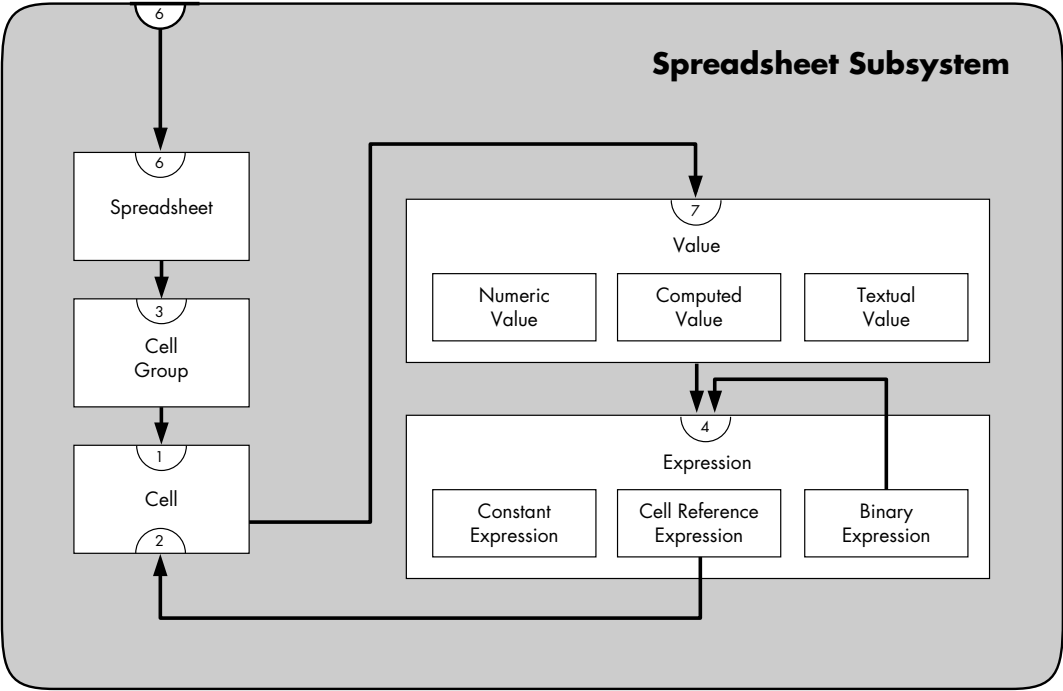 6
Spreadsheet Subsystem
6
Spreadsheet
3
Cell
Group
1
Cell
2
7
Value
Numeric
Value
Computed
Value
Textual
Value
4
Expression
Constant
Expression
Cell Reference
Expression
Binary
Expression